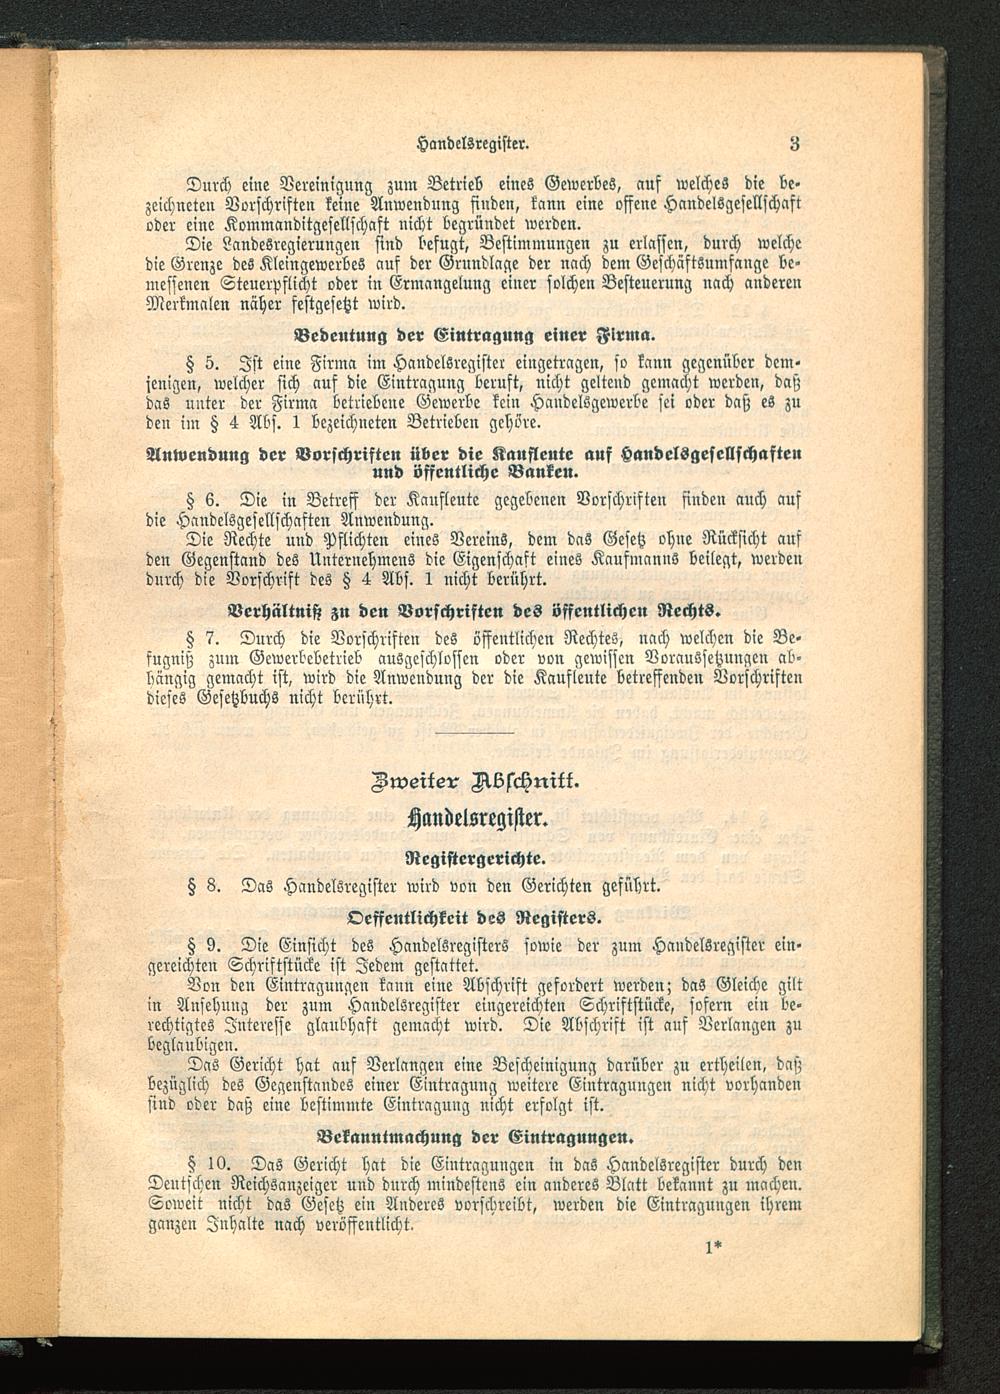 Handelsregister. 3
Durch eine Vereinigung zum Betrieb eines Gewerbes, auf welches die be-
zeichneten Vorschriften keine Anwendung finden, kann eine offene Handelsgesellschaft
oder eine Kommanditgesellschaft nicht begründet werden.
Die Landesregierungen sind befugt, Bestimmungen zu erlassen, durch welche
die Grenze des Kleingewerbes auf der Grundlage der nach dem Geschäftsumfange be-
messenen Steuerpflicht oder in Ermangelung einer solchen Besteuerung nach anderen
Merkmalen näher festgesetzt wird.
Bedeutung der Eintragung einer Firma.
§ 5. Ist eine Firma im Handelsregister eingetragen, so kann gegenüber dem-
jenigen, welcher sich auf die Eintragung beruft, nicht geltend gemacht werden, daß
das unter der Firma betriebene Gewerbe kein Handelsgewerbe sei oder daß es zu
den im § 4 Abs. 1 bezeichneten Betrieben gehöre.
Anwendung der Vorschriften über die Kaufleute auf Handelsgesellschaften
und öffentliche Banken.
§ 6. Die in Betreff der Kaufleute gegebenen Vorschriften finden auch auf
die Handelsgesellschaften Anwendung.
Die Rechte und Pflichten eines Vereins, dem das Gesetz ohne Rücksicht auf
den Gegenstand des Unternehmens die Eigenschaft eines Kaufmanns beilegt, werden
durch die Vorschrift des § 4 Abs. 1 nicht berührt.
Verhältniß zu den Vorschriften des öffentlichen Rechts.
§ 7. Durch die Vorschriften des öffentlichen Rechtes, nach welchen die Be-
fugniß zum Gewerbebetrieb ausgeschlossen oder von gewissen Voraussetzungen ab-
hängig gemacht ist, wird die Anwendung der die Kaufleute betreffenden Vorschriften
dieses Gesetzbuchs nicht berührt.
Zweiter Abschnitt.
Handelsregister.
Registergerichte.
§ 8. Das Handelsregister wird von den Gerichten geführt.
Oeffentlichkeit des Registers.
§ 9. Die Einsicht des Handelsregisters sowie der zum Handelsregister ein-
gereichten Schriftstücke ist Jedem gestattet.
Von den Eintragungen kann eine Abschrift gefordert werden; das Gleiche gilt
in Ansehung der zum Handelsregister eingereichten Schriftstücke, sofern ein be-
rechtigtes Interesse glaubhaft gemacht wird. Die Abschrift ist auf Verlangen zu
beglaubigen.
Das Gericht hat auf Verlangen eine Bescheinigung darüber zu ertheilen, daß
bezüglich des Gegenstandes einer Eintragung weitere Eintragungen nicht vorhanden
sind oder daß eine bestimmte Eintragung nicht erfolgt ist.
Bekanntmachung der Eintragungen.
§ 10. Das Gericht hat die Eintragungen in das Handelsregister durch den
Deutschen Reichsanzeiger und durch mindestens ein anderes Blatt bekannt zu machen.
Soweit nicht das Gesetz ein Anderes vorschreibt, werden die Eintragungen ihrem
ganzen Inhalte nach veröffentlicht.
1*